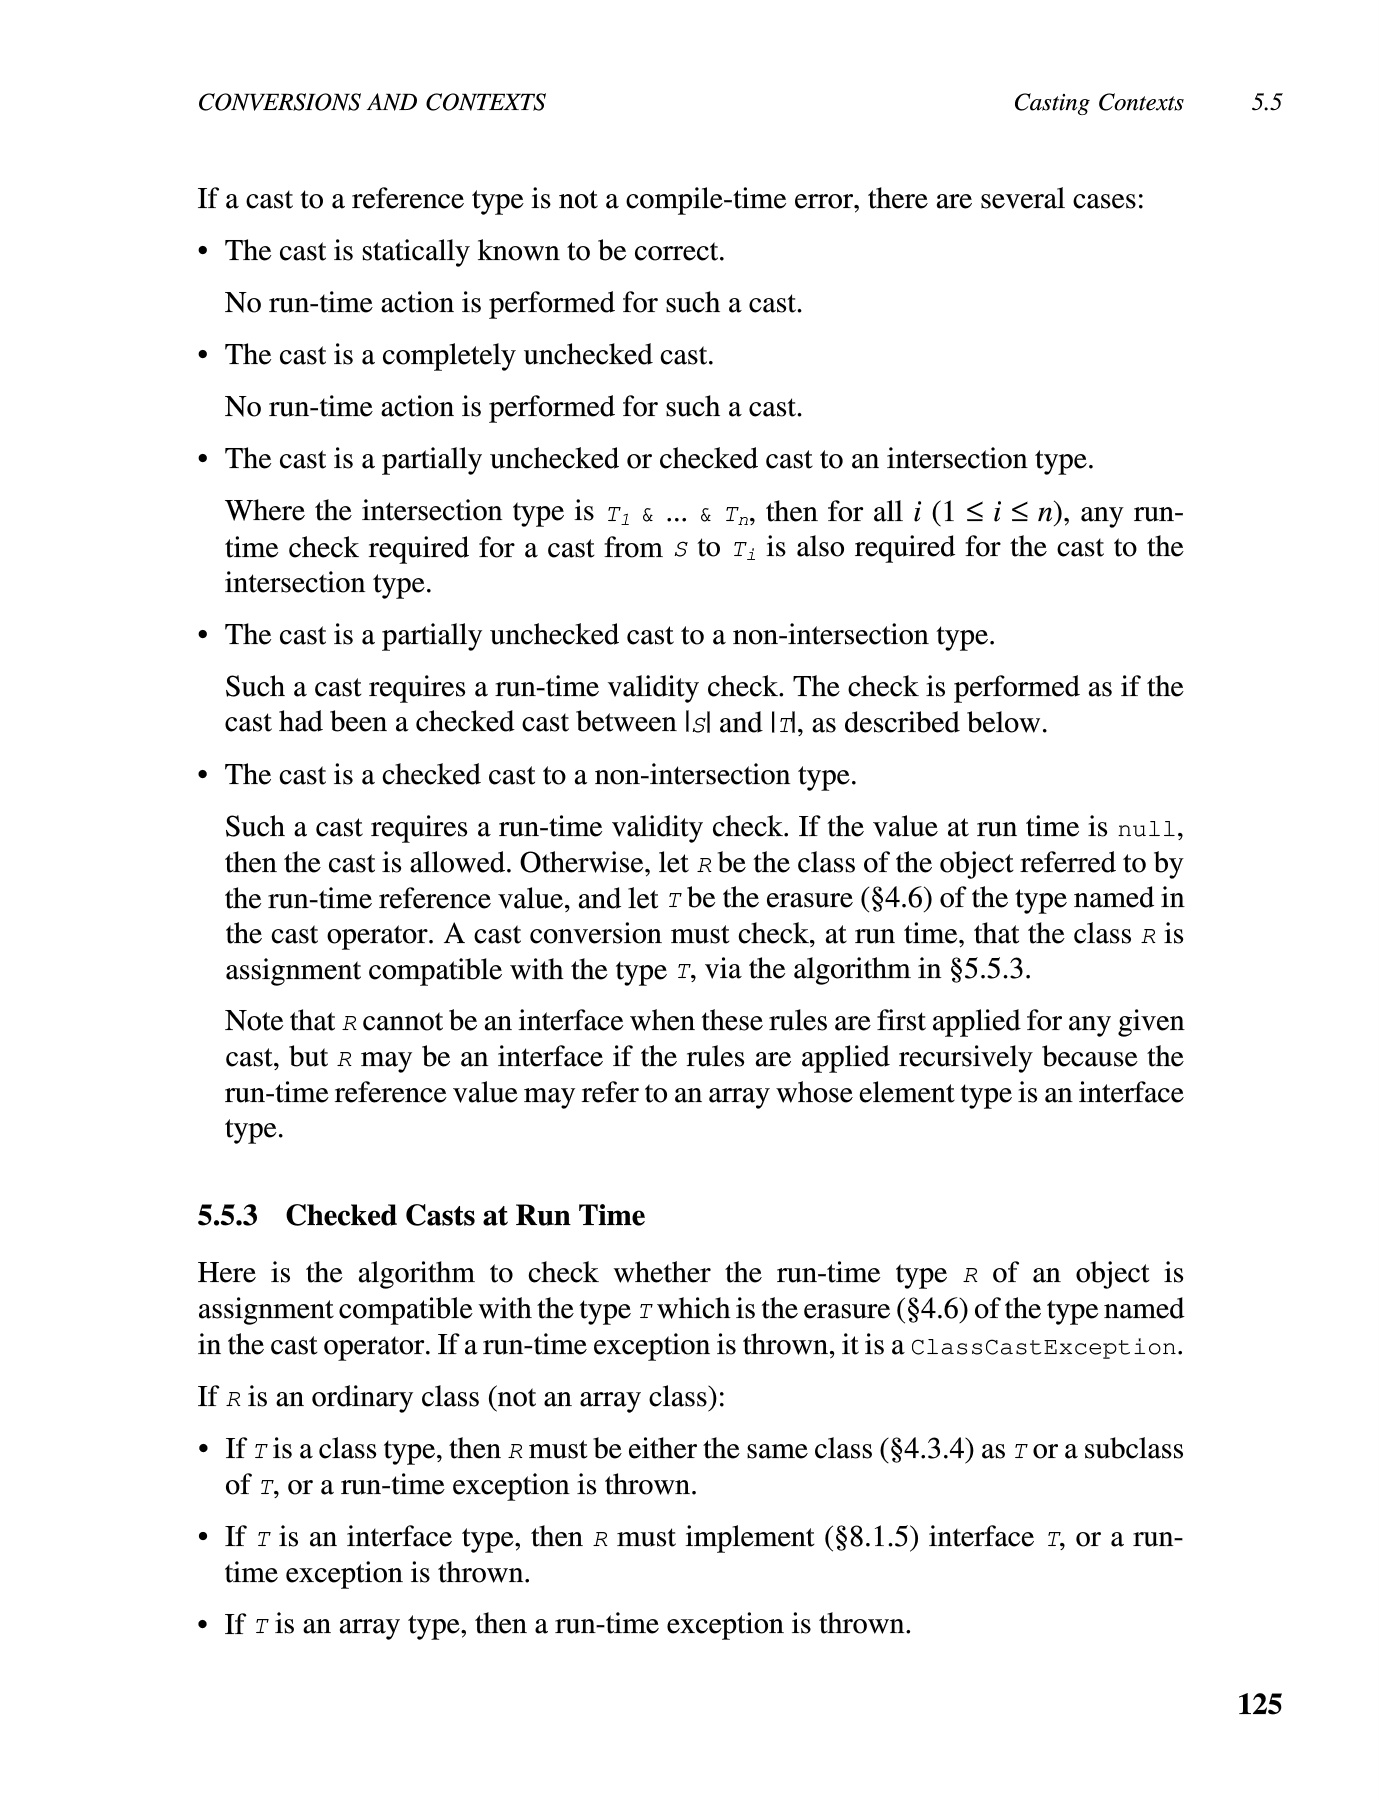 CONVERSIONS AND CONTEXTS Casting Contexts 5.5
If a cast to a reference type is not a compile-time error, there are several cases:
• The cast is statically known to be correct.
No run-time action is performed for such a cast.
• The cast is a completely unchecked cast.
No run-time action is performed for such a cast.
• The cast is a partially unchecked or checked cast to an intersection type.
Where the intersection type is T1 & ... & Tn, then for all i (1 ≤ i ≤ n), any run-
time check required for a cast from S to Ti is also required for the cast to the
intersection type.
• The cast is a partially unchecked cast to a non-intersection type.
Such a cast requires a run-time validity check. The check is performed as if the
cast had been a checked cast between |S| and |T|, as described below.
• The cast is a checked cast to a non-intersection type.
Such a cast requires a run-time validity check. If the value at run time is null,
then the cast is allowed. Otherwise, let R be the class of the object referred to by
the run-time reference value, and let T be the erasure (§4.6) of the type named in
the cast operator. A cast conversion must check, at run time, that the class R is
assignment compatible with the type T, via the algorithm in §5.5.3.
Note that R cannot be an interface when these rules are first applied for any given
cast, but R may be an interface if the rules are applied recursively because the
run-time reference value may refer to an array whose element type is an interface
type.
5.5.3 Checked Casts at Run Time
Here is the algorithm to check whether the run-time type R of an object is
assignment compatible with the type T which is the erasure (§4.6) of the type named
in the cast operator. If a run-time exception is thrown, it is a ClassCastException.
If R is an ordinary class (not an array class):
• If T is a class type, then R must be either the same class (§4.3.4) as T or a subclass
of T, or a run-time exception is thrown.
• If T is an interface type, then R must implement (§8.1.5) interface T, or a run-
time exception is thrown.
• If T is an array type, then a run-time exception is thrown.
125